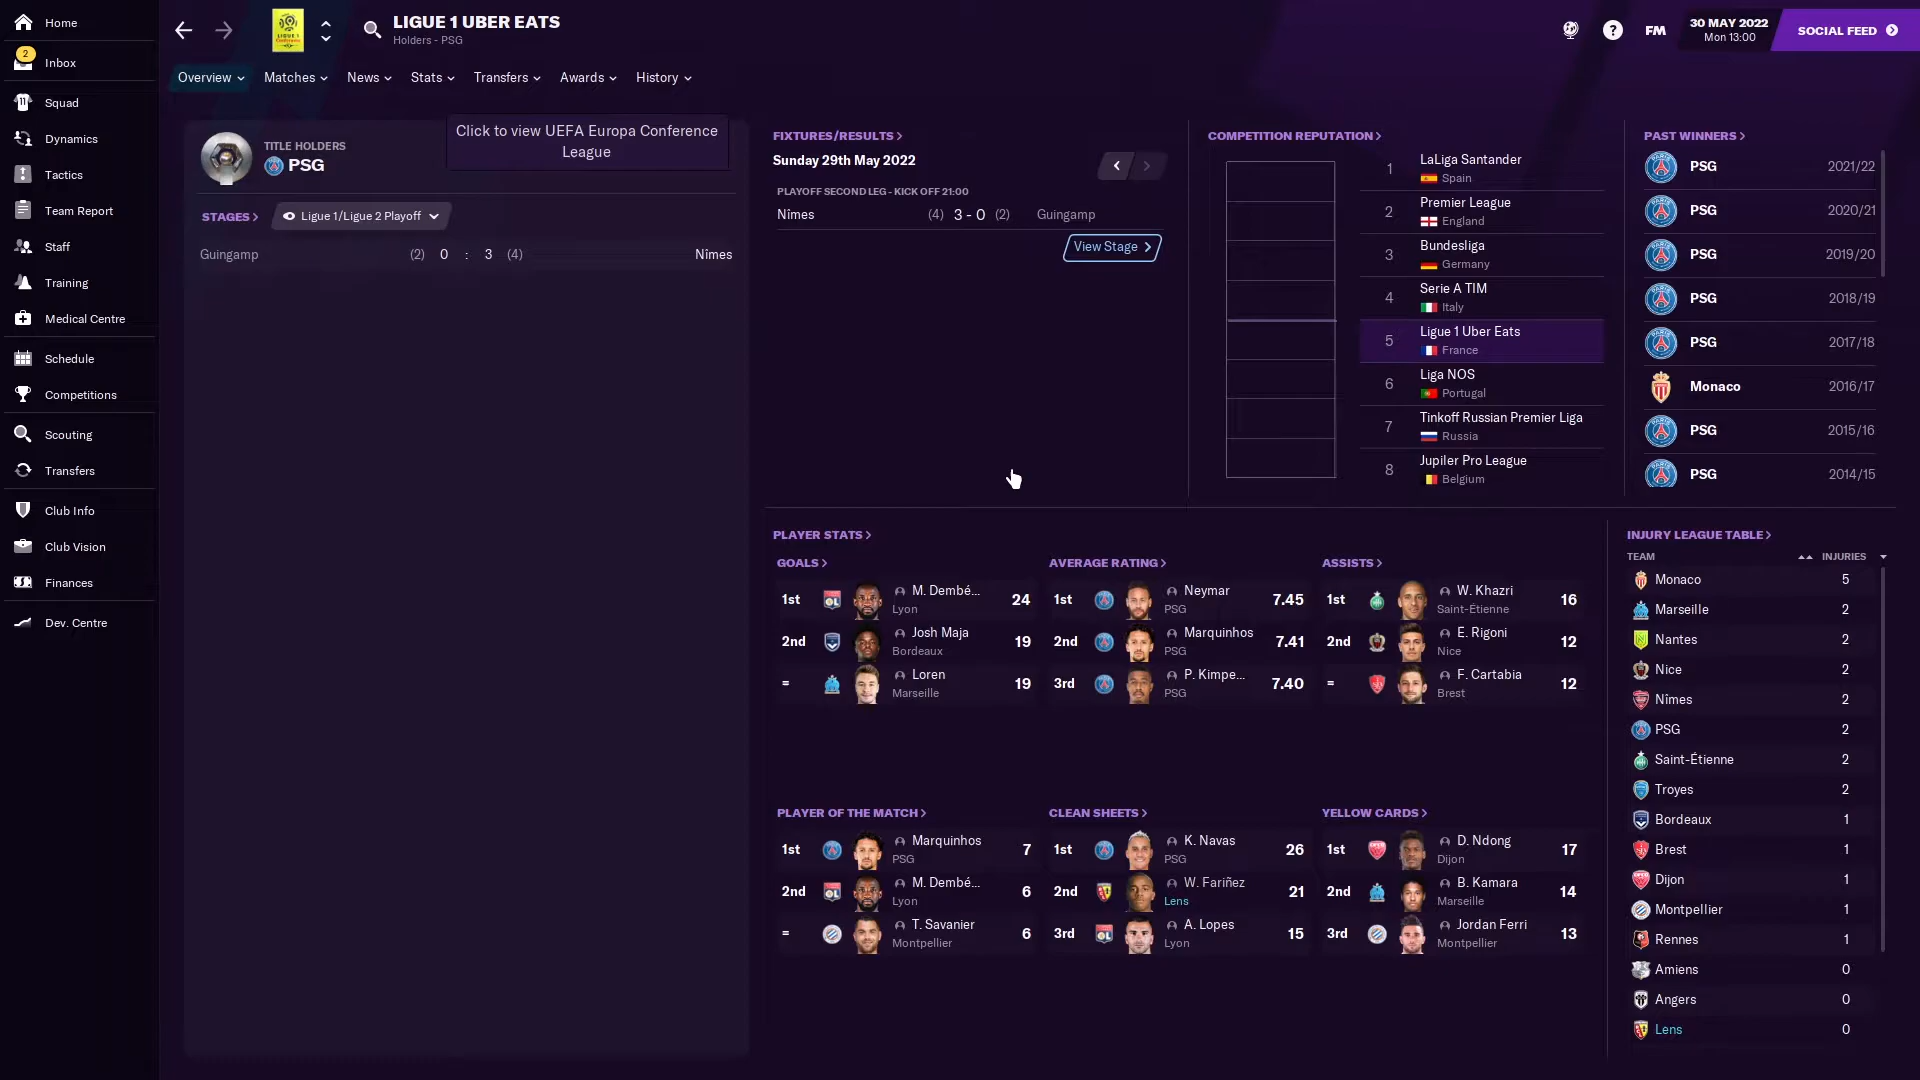 Home
2
Inbox
Squad
Dynamics
Tactics
Team Report
Staff
Training
Medical Centre
Schedule
Competitions
Scouting
Transfers
Club Info
Club Vision
Finances
Dev. Centre
LIGUE 1 UBER EATS
Holders - PSG
FM
30 MAY 2022
Mon 13:00
SOCIAL FEED
Overview
Matches
News
Stats
Transfers
Awards
History
TITLE HOLDERS
PSG
Click to view UEFA Europa Conference
League
STAGES
Ligue 1/Ligue 2 Playoff
Guingamp (2) 0 : 3 (4) Nîmes
FIXTURES/RESULTS
Sunday 29th May 2022
PLAYOFF SECOND LEG - KICK OFF 21:00
Nîmes (4) 3 - 0 (2) Guingamp
View Stage
COMPETITION REPUTATION
1 LaLiga Santander
Spain
2 Premier League
England
3 Bundesliga
Germany
4 Serie A TIM
Italy
5 Ligue 1 Uber Eats
France
6 Liga NOS
Portugal
7 Tinkoff Russian Premier Liga
Russia
8 Jupiler Pro League
Belgium
PAST WINNERS
PSG 2021/22
PSG 2020/21
PSG 2019/20
PSG 2018/19
PSG 2017/18
Monaco 2016/17
PSG 2015/16
PSG 2014/15
PLAYER STATS
GOALS
1st M. Dembé... 24
Lyon
2nd Josh Maja 19
Bordeaux
= Loren 19
Marseille
AVERAGE RATING
1st Neymar 7.45
PSG
2nd Marquinhos 7.41
PSG
3rd P. Kimpe... 7.40
PSG
ASSISTS
1st W. Khazri 16
Saint-Étienne
2nd E. Rigoni 12
Nice
= F. Cartabia 12
Brest
PLAYER OF THE MATCH
1st Marquinhos 7
PSG
2nd M. Dembé... 6
Lyon
= T. Savanier 6
Montpellier
CLEAN SHEETS
1st K. Navas 26
PSG
2nd W. Fariñez 21
Lens
3rd A. Lopes 15
Lyon
YELLOW CARDS
1st D. Ndong 17
Dijon
2nd B. Kamara 14
Marseille
3rd Jordan Ferri 13
Montpellier
INJURY LEAGUE TABLE
TEAM INJURIES
Monaco 5
Marseille 2
Nantes 2
Nice 2
Nîmes 2
PSG 2
Saint-Étienne 2
Troyes 2
Bordeaux 1
Brest 1
Dijon 1
Montpellier 1
Rennes 1
Amiens 0
Angers 0
Lens 0